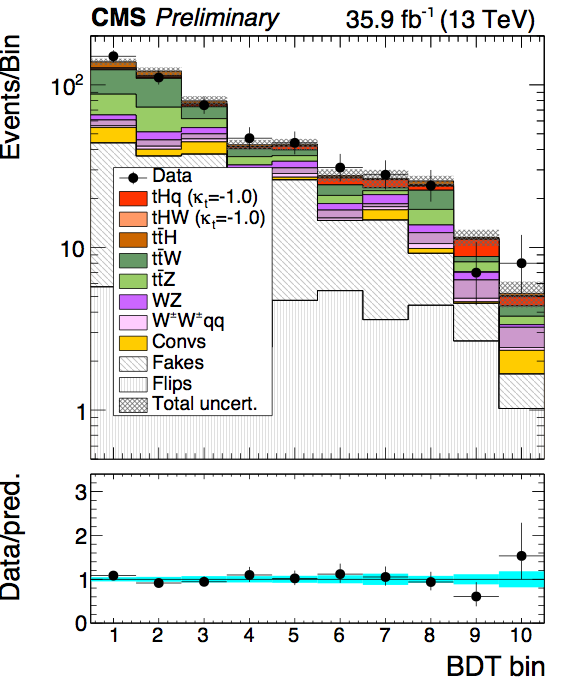 CMS Preliminary 35.9 fb⁻¹ (13 TeV)
Events/Bin
10²
10
1
Data
tHq (κt=-1.0)
tHW (κt=-1.0)
tt̄H
tt̄W
tt̄Z
WZ
W±W±qq
Convs
Fakes
Flips
Total uncert.
Data/pred.
3
2
1
0
1 2 3 4 5 6 7 8 9 10
BDT bin